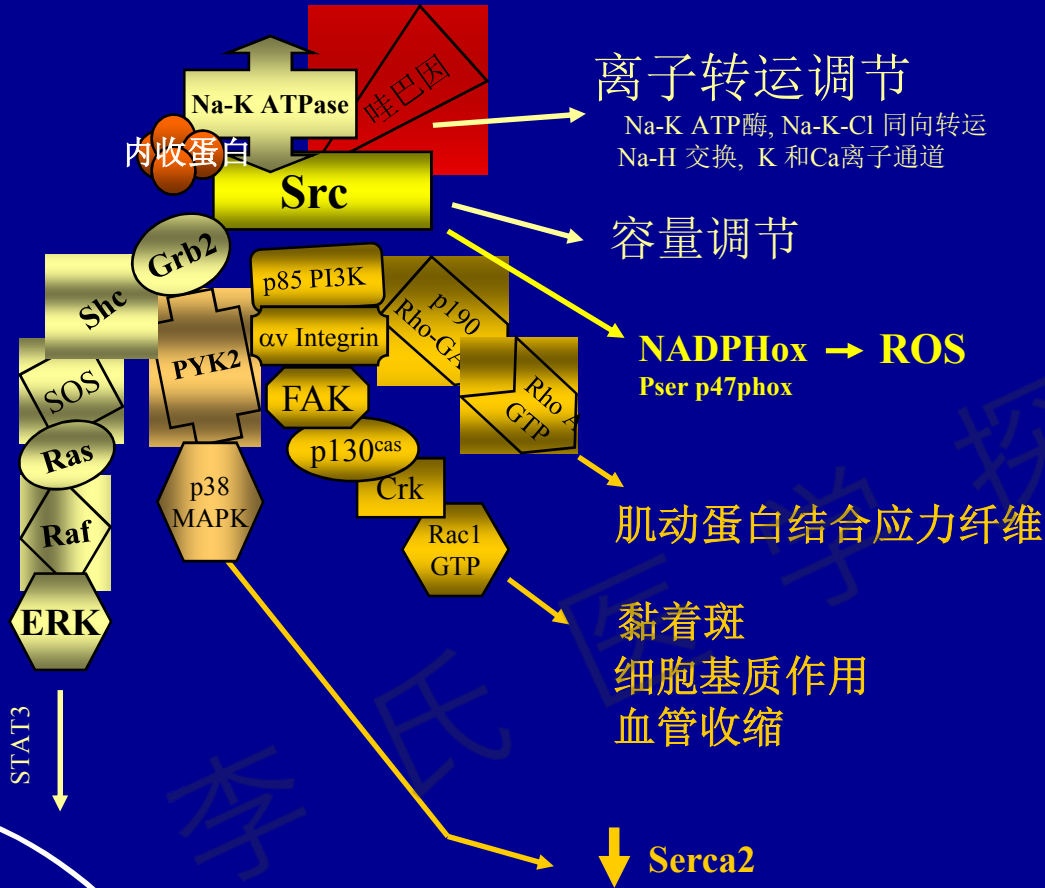 Na-K ATPase
哇巴因
内收蛋白
Src
离子转运调节
Na-K ATP酶, Na-K-Cl 同向转运
Na-H 交换, K 和Ca离子通道
容量调节
Grb2
Shc
p85 PI3K
αv Integrin
p190
PYK2
SOS
FAK
Rho A
GTP
NADPHox → ROS
Pser p47phox
Ras
p130cas
p38
MAPK
Crk
Raf
Rac1
GTP
肌动蛋白结合应力纤维
ERK
黏着斑
细胞基质作用
血管收缩
STAT3
Serca2
李氏医学探